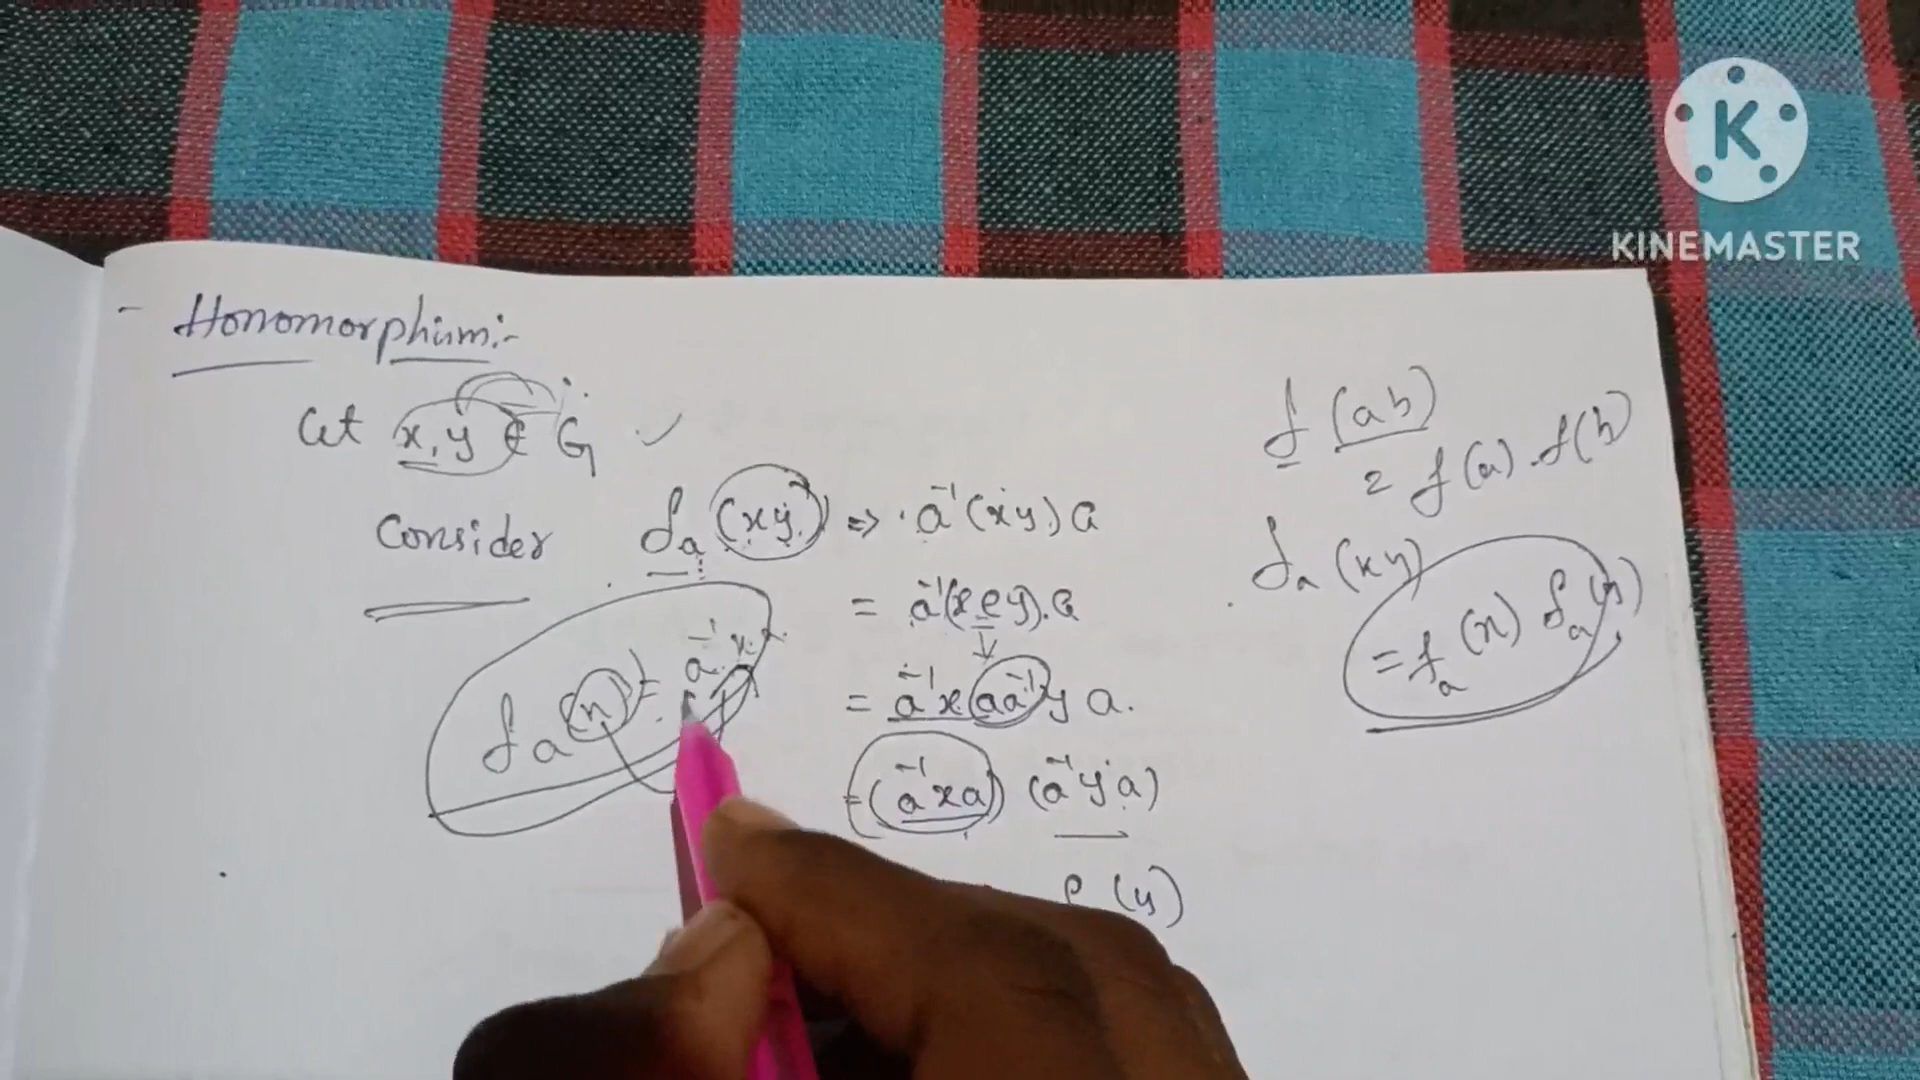 K
KINEMASTER
- Homomorphism:-
Let x, y ∈ G
Consider fₐ (xy) => a⁻¹(xy)a
= a⁻¹(xey).a
= a⁻¹x aa⁻¹y a.
= (a⁻¹xa) (a⁻¹ya)
(y)
fₐ(x) = a⁻¹x
f (ab)
= f(a).f(b)
fₐ (xy)
= fₐ(x) fₐ